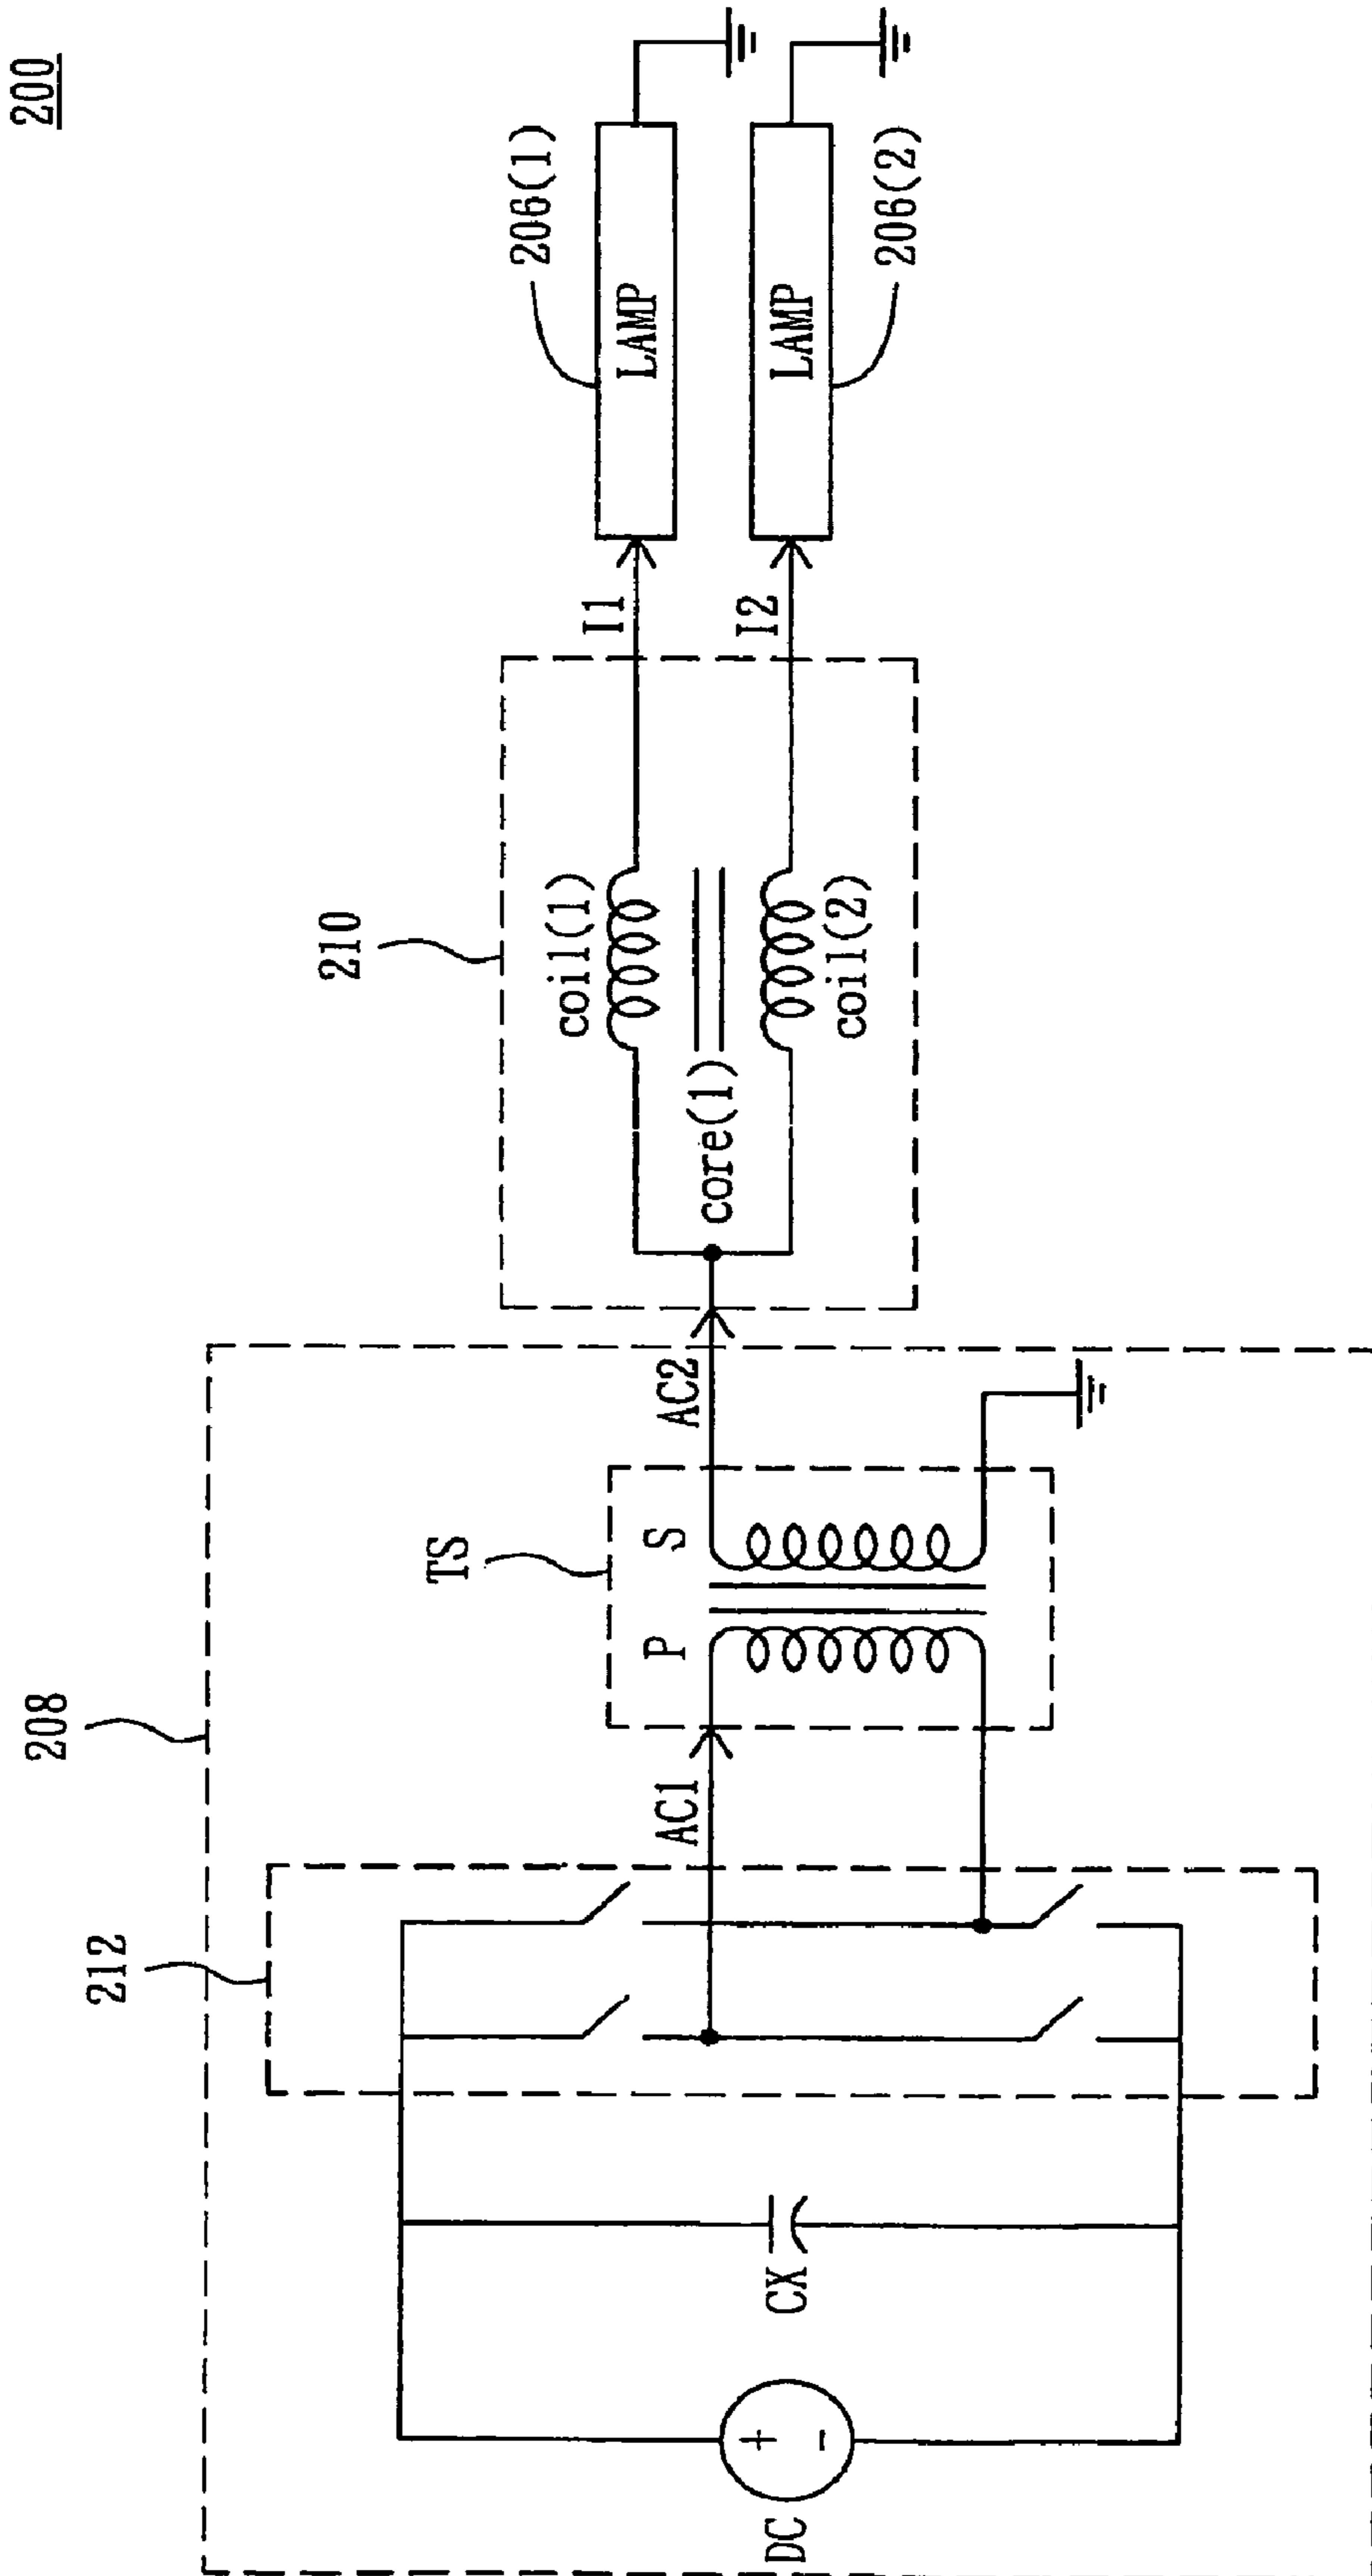 200
208
212
TS
210
DC
+
-
CX
AC1
P
S
AC2
core(1)
coil(1)
coil(2)
I1
I2
LAMP
206(1)
LAMP
206(2)